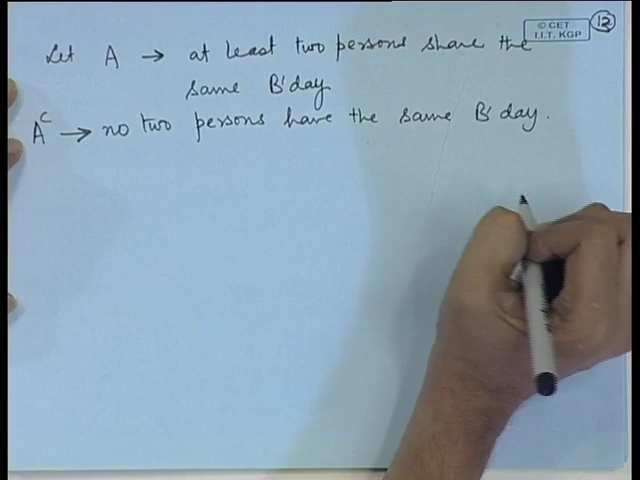 Let A → at least two persons share the
same B'day
A^C → no two persons have the same B'day.
© CET
I.I.T. KGP
12